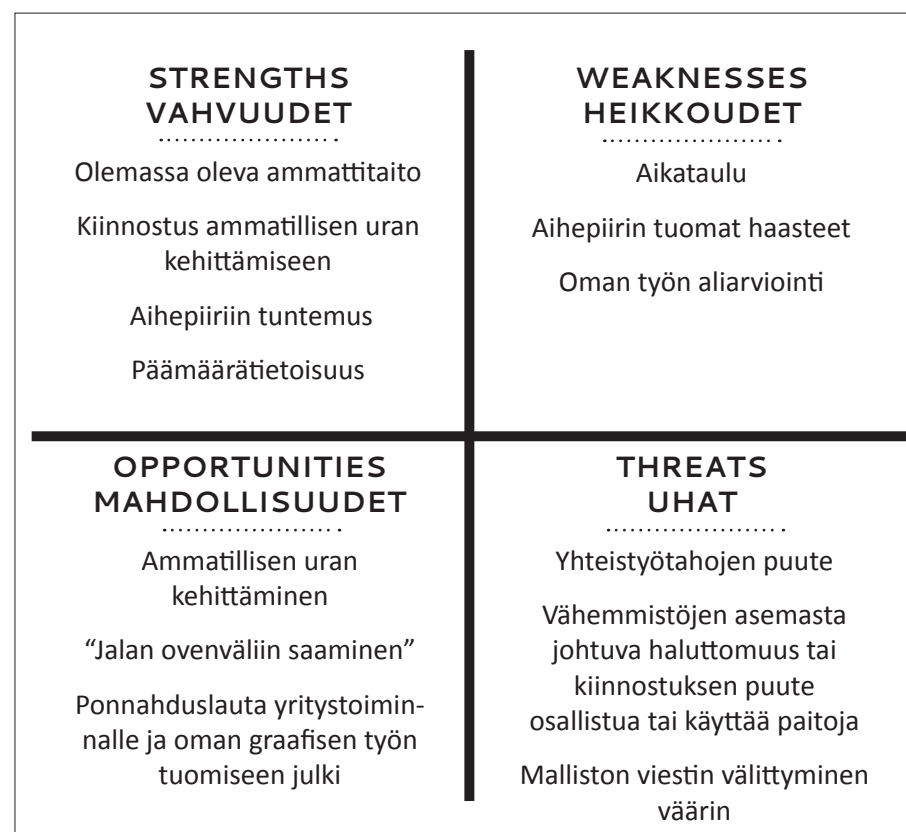 STRENGTHS
VAHVUUDET
Olemassa oleva ammattitaito
Kiinnostus ammatillisen uran
kehittämiseen
Aihepiiriin tuntemus
Päämäärätietoisuus
WEAKNESSES
HEIKKOUDET
Aikataulu
Aihepiirin tuomat haasteet
Oman työn aliarviointi
OPPORTUNITIES
MAHDOLLISUUDET
Ammatillisen uran
kehittäminen
“Jalan ovenväliin saaminen”
Ponnahduslauta yritystoimin-
nalle ja oman graafisen työn
tuomiseen julki
THREATS
UHAT
Yhteistyötahojen puute
Vähemmistöjen asemasta
johtuva haluttomuus tai
kiinnostuksen puute
osallistua tai käyttää paitoja
Malliston viestin välittyminen
väärin